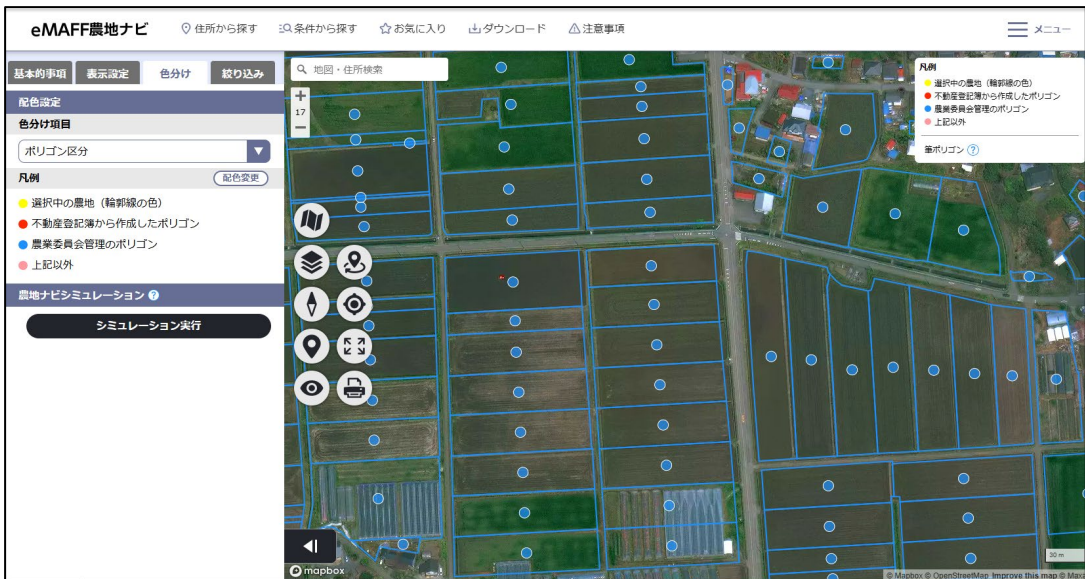 eMAFF農地ナビ
住所から探す
条件から探す
お気に入り
ダウンロード
注意事項
メニュー
基本的事項
表示設定
色分け
絞り込み
配色設定
色分け項目
ポリゴン区分
凡例
配色変更
選択中の農地（輪郭線の色）
不動産登記簿から作成したポリゴン
農業委員会管理のポリゴン
上記以外
農地ナビシミュレーション ?
シミュレーション実行
地図・住所検索
+
17
−
凡例
選択中の農地（輪郭線の色）
不動産登記簿から作成したポリゴン
農業委員会管理のポリゴン
上記以外
筆ポリゴン ?
30 m
mapbox
© Mapbox © OpenStreetMap Improve this map ©